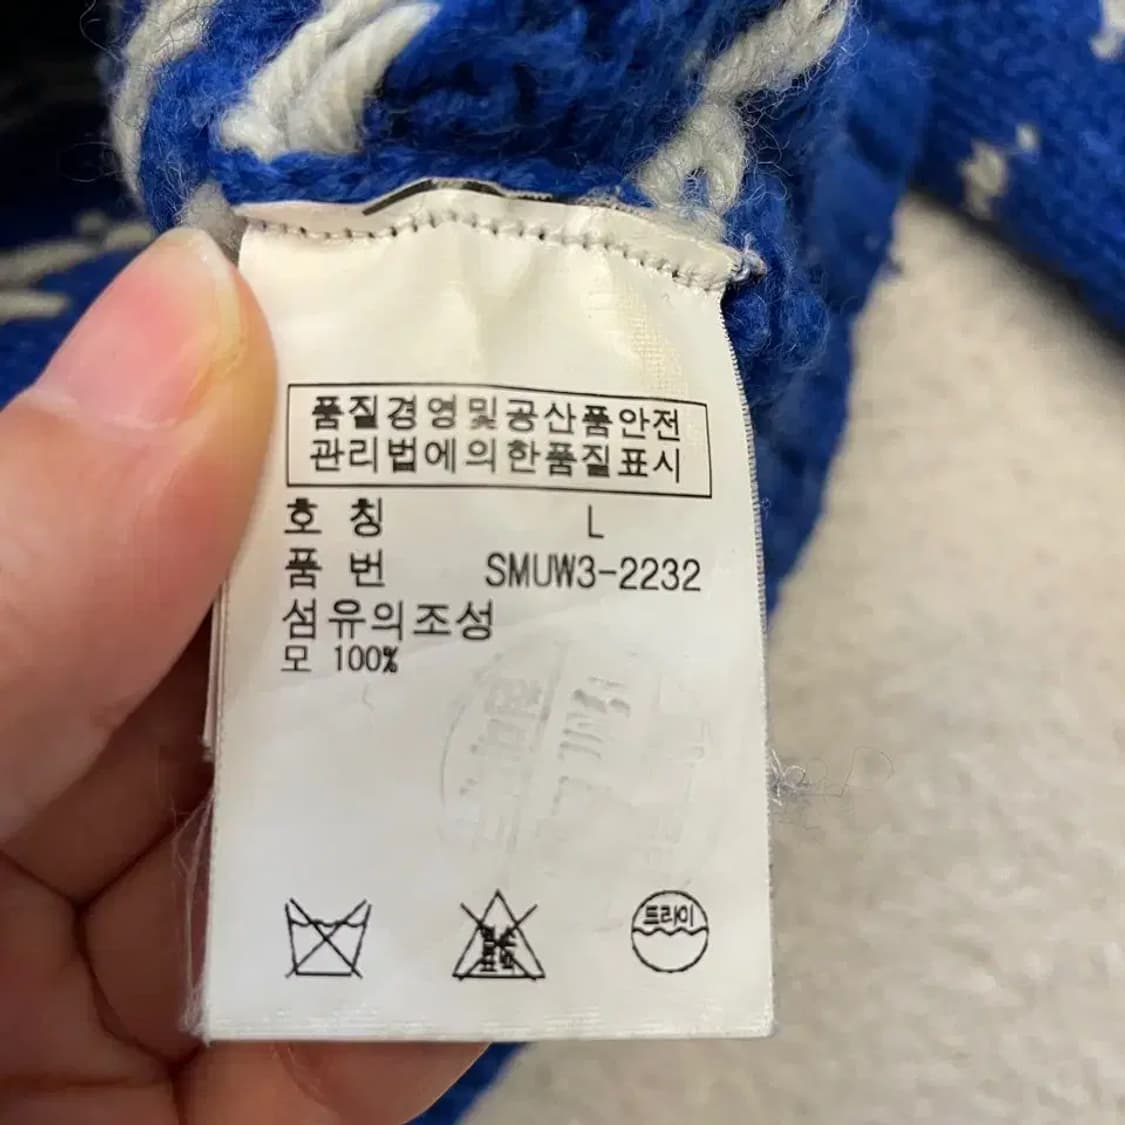 품질경영및공산품안전
관리법에의한품질표시
호 칭 L
품 번 SMUW3-2232
섬유의조성
모 100%
드라이